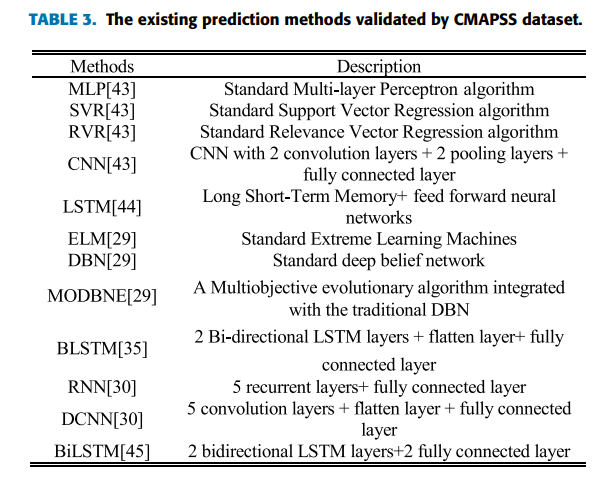 TABLE 3. The existing prediction methods validated by CMAPSS dataset.
Methods Description
MLP[43] Standard Multi-layer Perceptron algorithm
SVR[43] Standard Support Vector Regression algorithm
RVR[43] Standard Relevance Vector Regression algorithm
CNN[43] CNN with 2 convolution layers + 2 pooling layers +
fully connected layer
LSTM[44] Long Short-Term Memory+ feed forward neural
networks
ELM[29] Standard Extreme Learning Machines
DBN[29] Standard deep belief network
MODBNE[29] A Multiobjective evolutionary algorithm integrated
with the traditional DBN
BLSTM[35] 2 Bi-directional LSTM layers + flatten layer+ fully
connected layer
RNN[30] 5 recurrent layers+ fully connected layer
DCNN[30] 5 convolution layers + flatten layer + fully connected
layer
BiLSTM[45] 2 bidirectional LSTM layers+2 fully connected layer